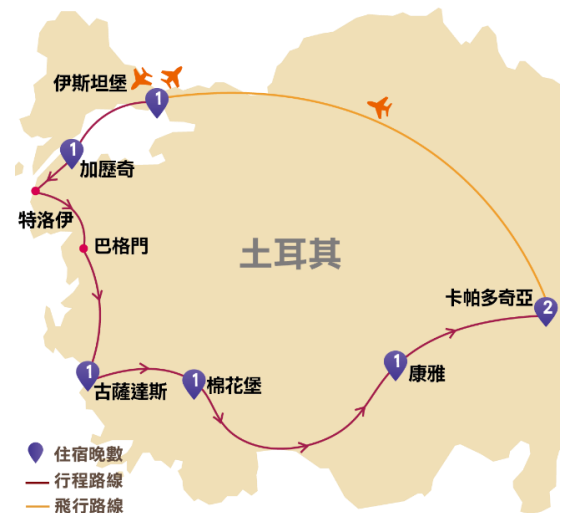 伊斯坦堡
1
1
加歷奇
特洛伊
巴格門
土耳其
卡帕多奇亞
2
1
古薩達斯
1
棉花堡
1
康雅
住宿晚數
行程路線
飛行路線